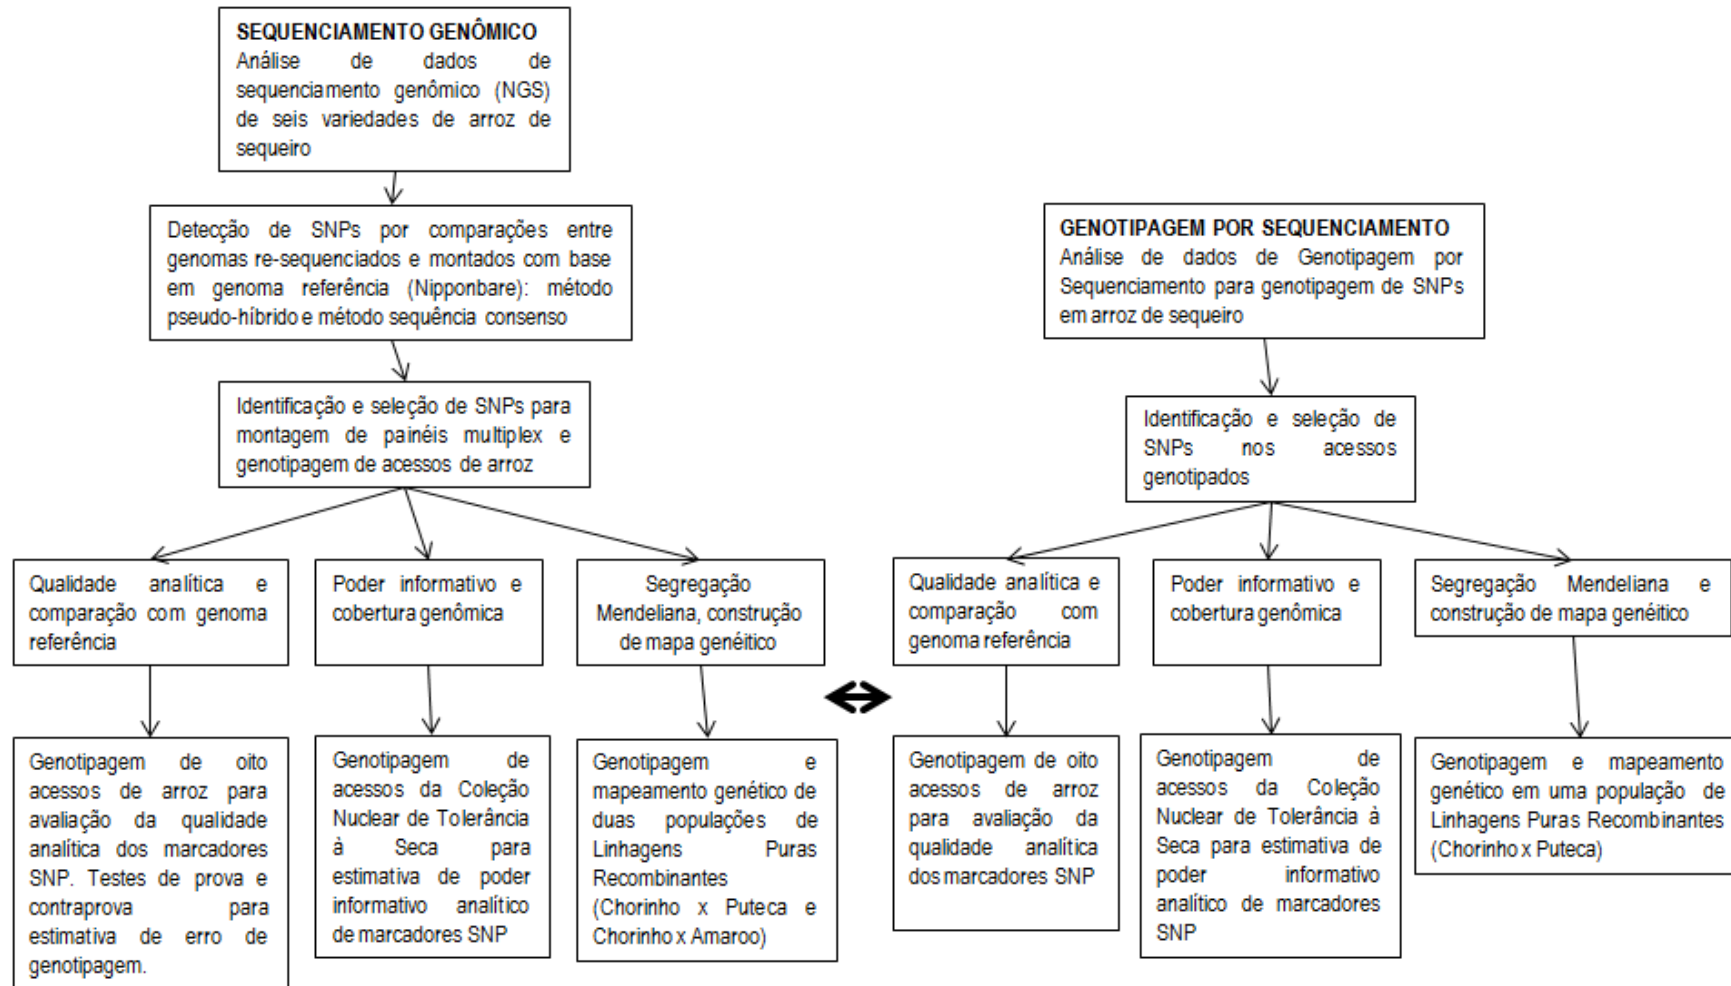 SEQUENCIAMENTO GENÔMICO
Análise de dados de
sequenciamento genômico (NGS)
de seis variedades de arroz de
sequeiro
Detecção de SNPs por comparações entre
genomas re-sequenciados e montados com base
em genoma referência (Nipponbare): método
pseudo-híbrido e método sequência consenso
Identificação e seleção de SNPs para
montagem de painéis multiplex e
genotipagem de acessos de arroz
Qualidade analítica e
comparação com genoma
referência
Poder informativo e
cobertura genômica
Segregação
Mendeliana, construção
de mapa genético
Genotipagem de oito
acessos de arroz para
avaliação da qualidade
analítica dos marcadores
SNP. Testes de prova e
contraprova para
estimativa de erro de
genotipagem.
Genotipagem de
acessos da Coleção
Nuclear de Tolerância
à Seca para
estimativa de poder
informativo analítico
de marcadores SNP
Genotipagem e
mapeamento genético de
duas populações de
Linhagens Puras
Recombinantes
(Chorinho x Puteca e
Chorinho x Amaroo)
GENOTIPAGEM POR SEQUENCIAMENTO
Análise de dados de Genotipagem por
Sequenciamento para genotipagem de SNPs
em arroz de sequeiro
Identificação e seleção de
SNPs nos acessos
genotipados
Qualidade analítica e
comparação com
genoma referência
Poder informativo e
cobertura genômica
Segregação Mendeliana e
construção de mapa genético
Genotipagem de oito
acessos de arroz
para avaliação da
qualidade analítica
dos marcadores SNP
Genotipagem de
acessos da Coleção
Nuclear de Tolerância à
Seca para estimativa de
poder informativo
analítico de marcadores
SNP
Genotipagem e mapeamento
genético em uma população de
Linhagens Puras Recombinantes
(Chorinho x Puteca)